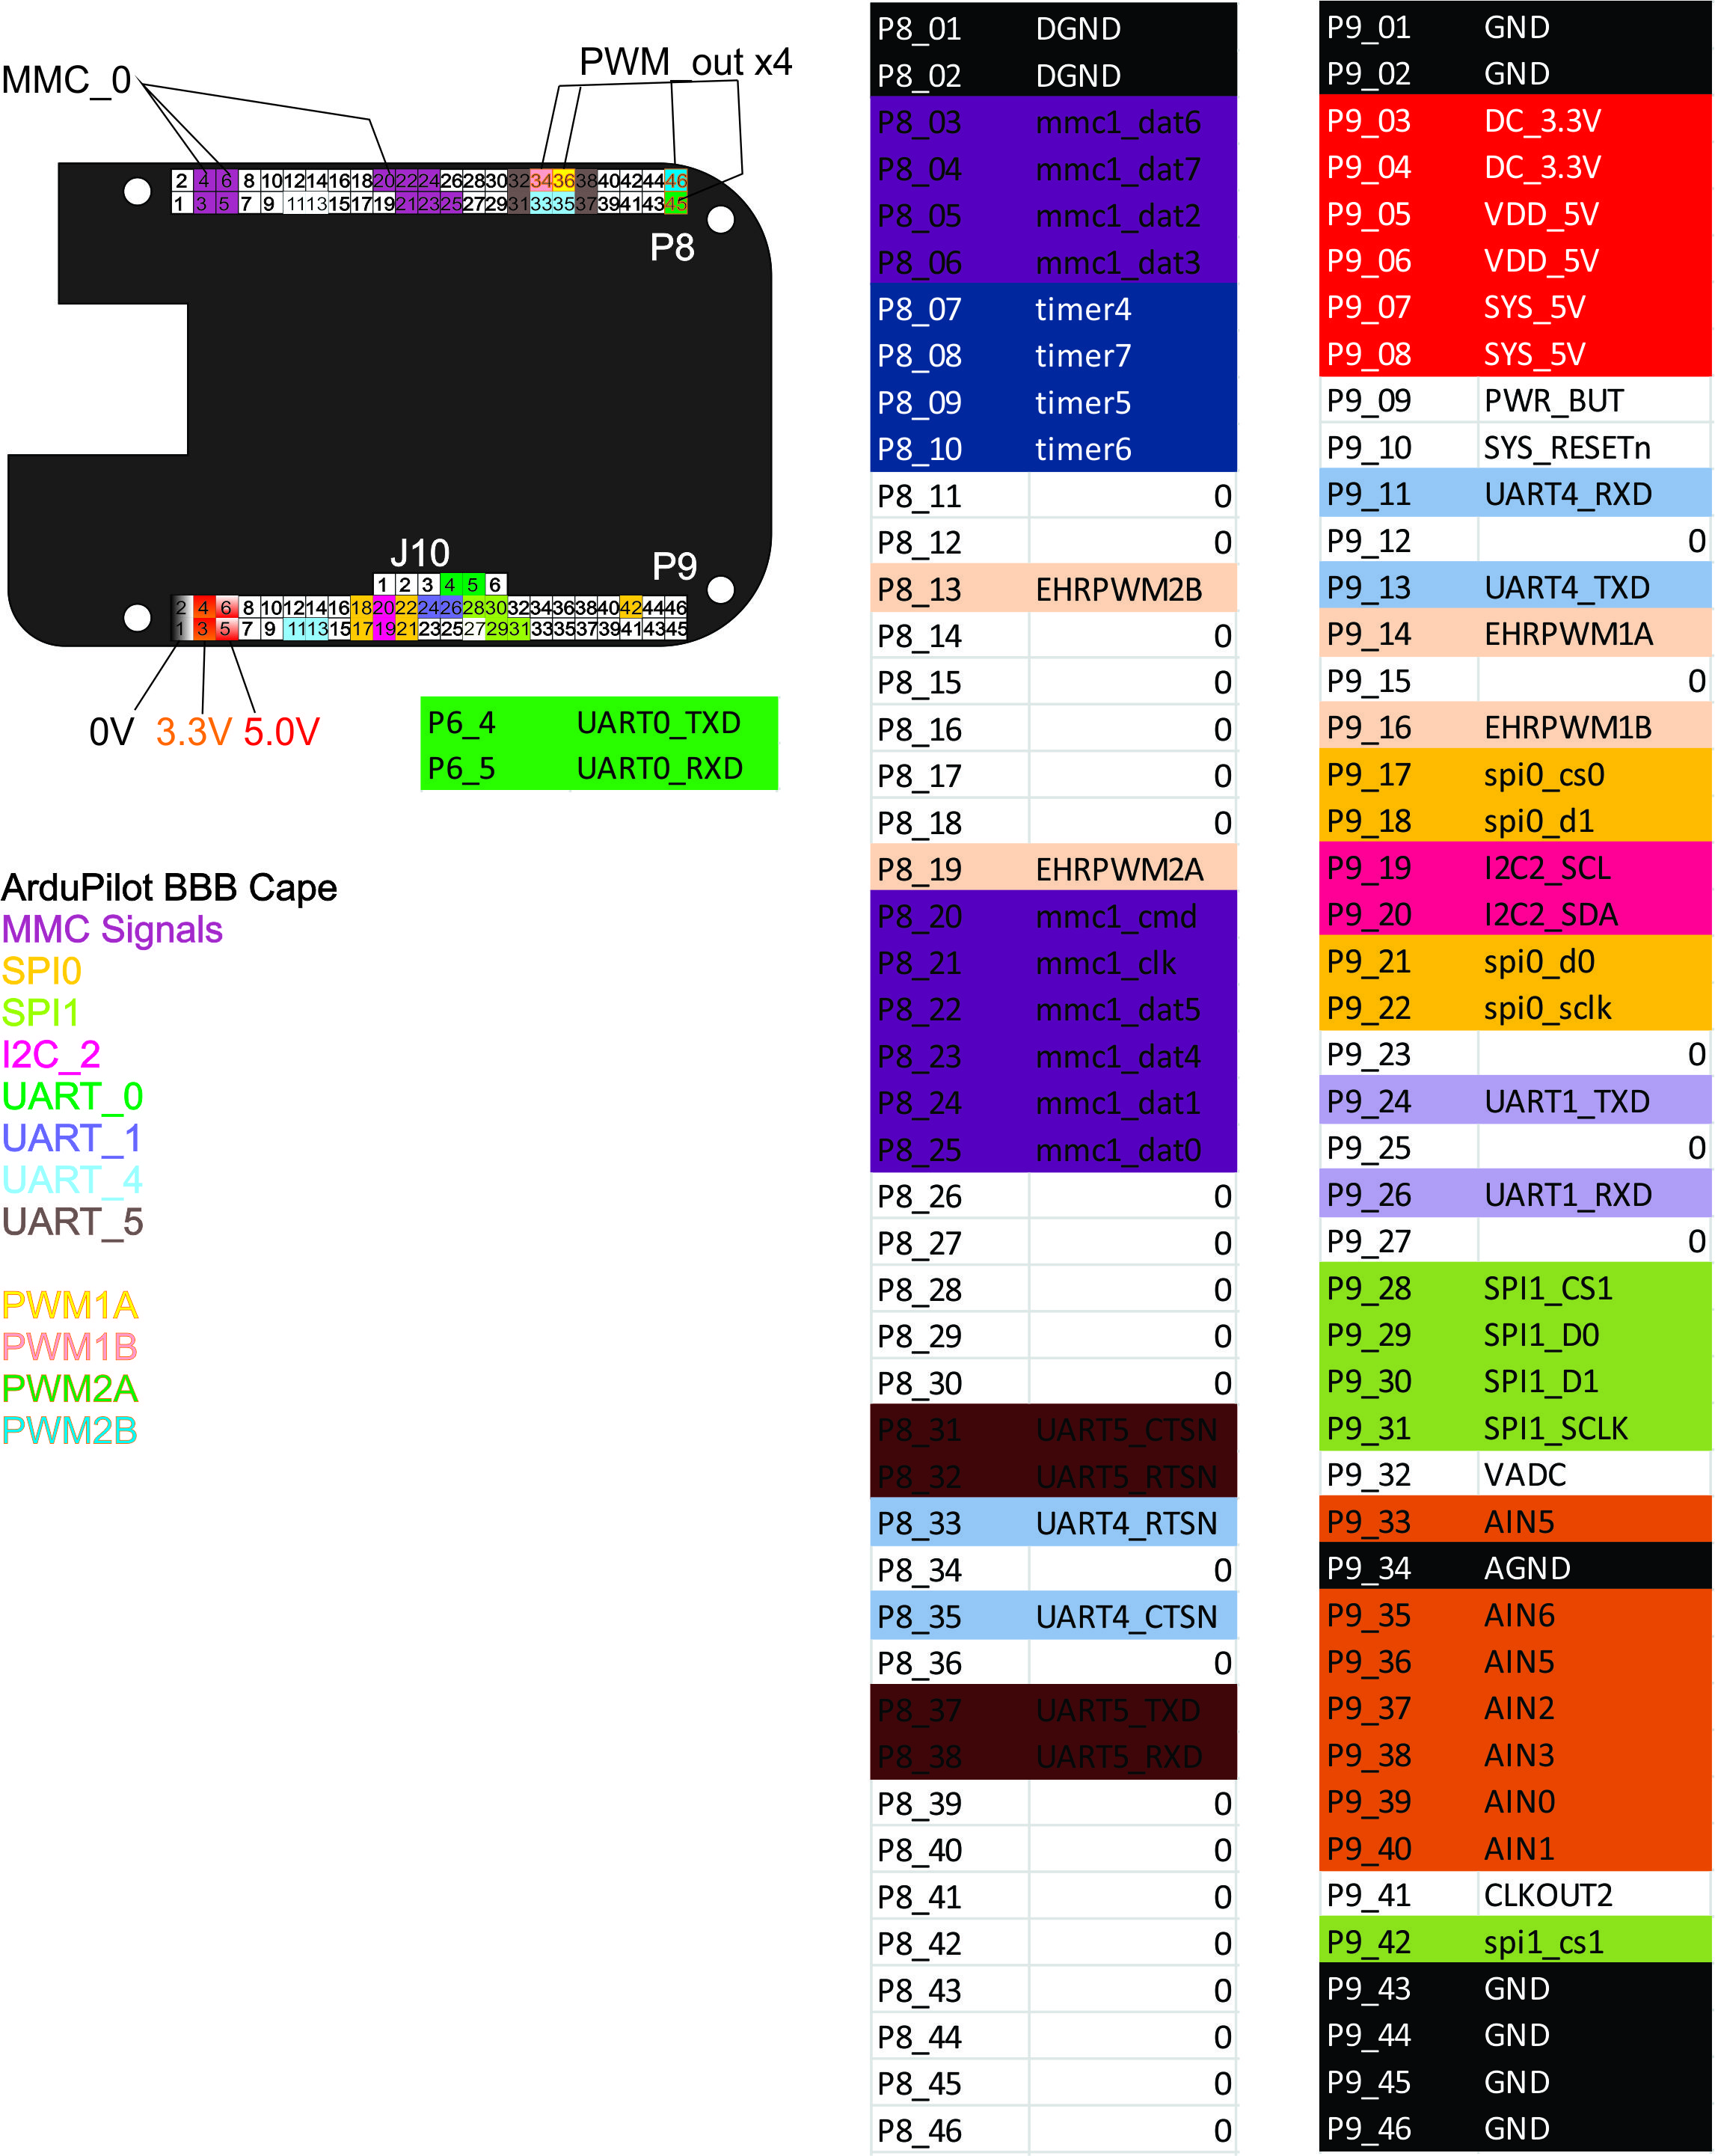 MMC_0
PWM_out x4
2 4 6 8 10 12 14 16 18 20 22 24 26 28 30 32 34 36 38 40 42 44 46
1 3 5 7 9 11 13 15 17 19 21 23 25 27 29 31 33 35 37 39 41 43 45
P8
J10
P9
1 2 3 4 5 6
2 4 6 8 10 12 14 16 18 20 22 24 26 28 30 32 34 36 38 40 42 44 46
1 3 5 7 9 11 13 15 17 19 21 23 25 27 29 31 33 35 37 39 41 43 45
0V 3.3V 5.0V
P6_4 UART0_TXD
P6_5 UART0_RXD
ArduPilot BBB Cape
MMC Signals
SPI0
SPI1
I2C_2
UART_0
UART_1
UART_4
UART_5
PWM1A
PWM1B
PWM2A
PWM2B
P8_01 DGND
P8_02 DGND
P8_03 mmc1_dat6
P8_04 mmc1_dat7
P8_05 mmc1_dat2
P8_06 mmc1_dat3
P8_07 timer4
P8_08 timer7
P8_09 timer5
P8_10 timer6
P8_11 0
P8_12 0
P8_13 EHRPWM2B
P8_14 0
P8_15 0
P8_16 0
P8_17 0
P8_18 0
P8_19 EHRPWM2A
P8_20 mmc1_cmd
P8_21 mmc1_clk
P8_22 mmc1_dat5
P8_23 mmc1_dat4
P8_24 mmc1_dat1
P8_25 mmc1_dat0
P8_26 0
P8_27 0
P8_28 0
P8_29 0
P8_30 0
P8_31 UART5_CTSN
P8_32 UART5_RTSN
P8_33 UART4_RTSN
P8_34 0
P8_35 UART4_CTSN
P8_36 0
P8_37 UART5_TXD
P8_38 UART5_RXD
P8_39 0
P8_40 0
P8_41 0
P8_42 0
P8_43 0
P8_44 0
P8_45 0
P8_46 0
P9_01 GND
P9_02 GND
P9_03 DC_3.3V
P9_04 DC_3.3V
P9_05 VDD_5V
P9_06 VDD_5V
P9_07 SYS_5V
P9_08 SYS_5V
P9_09 PWR_BUT
P9_10 SYS_RESETn
P9_11 UART4_RXD
P9_12 0
P9_13 UART4_TXD
P9_14 EHRPWM1A
P9_15 0
P9_16 EHRPWM1B
P9_17 spi0_cs0
P9_18 spi0_d1
P9_19 I2C2_SCL
P9_20 I2C2_SDA
P9_21 spi0_d0
P9_22 spi0_sclk
P9_23 0
P9_24 UART1_TXD
P9_25 0
P9_26 UART1_RXD
P9_27 0
P9_28 SPI1_CS1
P9_29 SPI1_D0
P9_30 SPI1_D1
P9_31 SPI1_SCLK
P9_32 VADC
P9_33 AIN5
P9_34 AGND
P9_35 AIN6
P9_36 AIN5
P9_37 AIN2
P9_38 AIN3
P9_39 AIN0
P9_40 AIN1
P9_41 CLKOUT2
P9_42 spi1_cs1
P9_43 GND
P9_44 GND
P9_45 GND
P9_46 GND